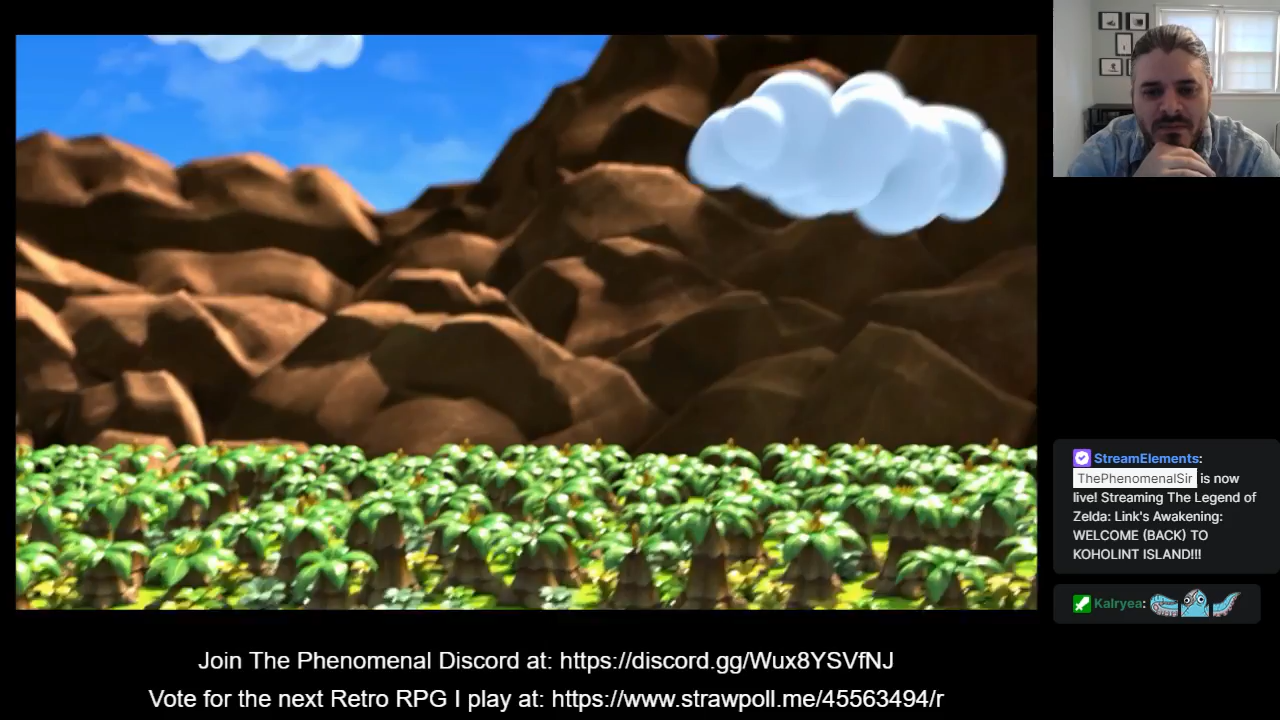 StreamElements:
ThePhenomenalSir is now
live! Streaming The Legend of
Zelda: Link's Awakening:
WELCOME (BACK) TO
KOHOLINT ISLAND!!!
Kalryea:
Join The Phenomenal Discord at: https://discord.gg/Wux8YSVfNJ
Vote for the next Retro RPG I play at: https://www.strawpoll.me/45563494/r